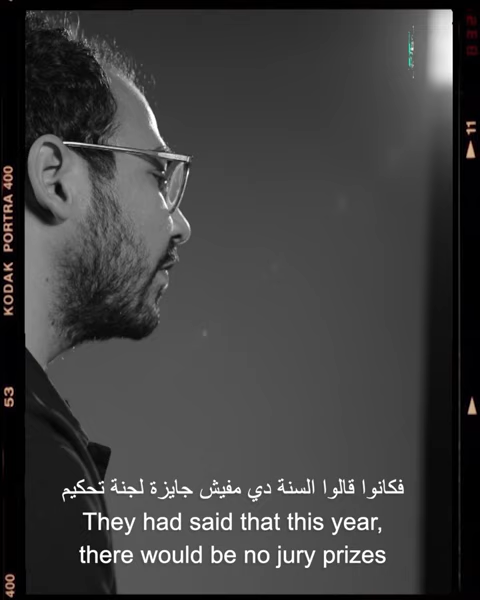 KODAK PORTRA 400
53
400
11
فكانوا قالوا السنة دي مفيش جايزة لجنة تحكيم
They had said that this year,
there would be no jury prizes